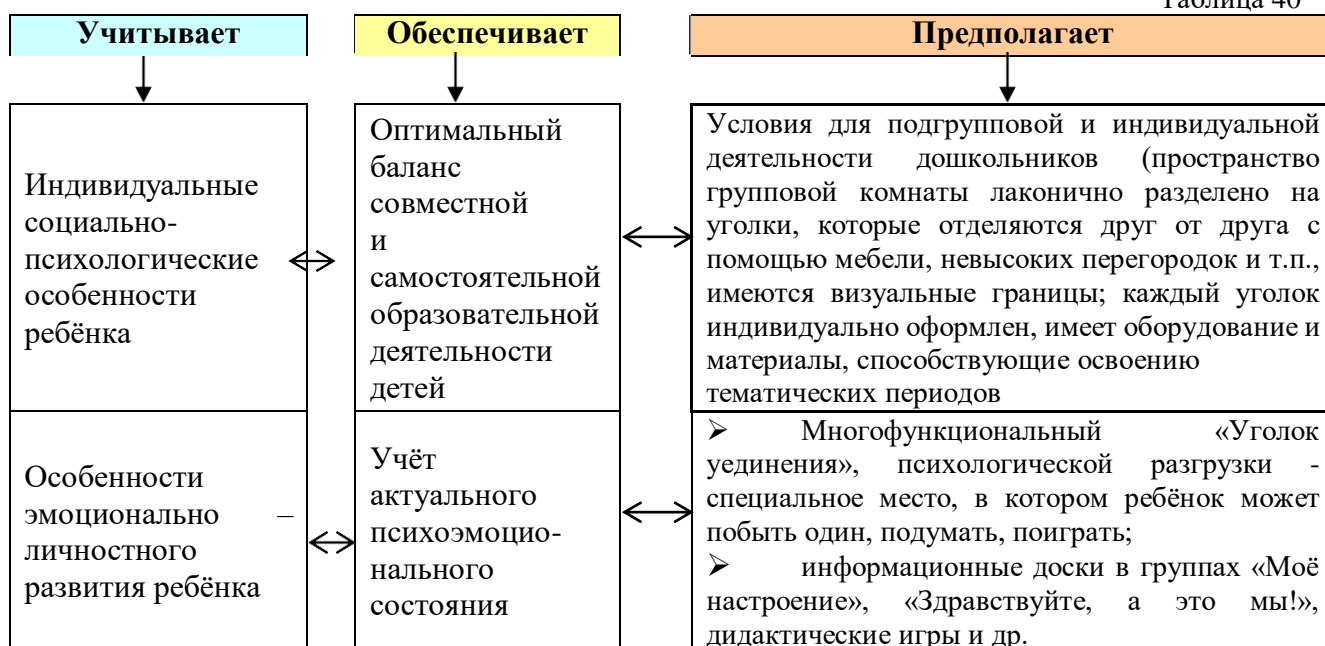 Таблица 40
Учитывает
Обеспечивает
Предполагает
Индивидуальные
социально-
психологические
особенности
ребёнка
Оптимальный
баланс
совместной
и
самостоятельной
образовательной
деятельности
детей
Условия для подгрупповой и индивидуальной
деятельности дошкольников (пространство
групповой комнаты лаконично разделено на
уголки, которые отделяются друг от друга с
помощью мебели, невысоких перегородок и т.п.,
имеются визуальные границы; каждый уголок
индивидуально оформлен, имеет оборудование и
материалы, способствующие освоению
тематических периодов
Особенности
эмоционально –
личностного
развития ребёнка
Учёт
актуального
психоэмоцио-
нального
состояния
➢ Многофункциональный «Уголок
уединения», психологической разгрузки -
специальное место, в котором ребёнок может
побыть один, подумать, поиграть;
➢ информационные доски в группах «Моё
настроение», «Здравствуйте, а это мы!»,
дидактические игры и др.